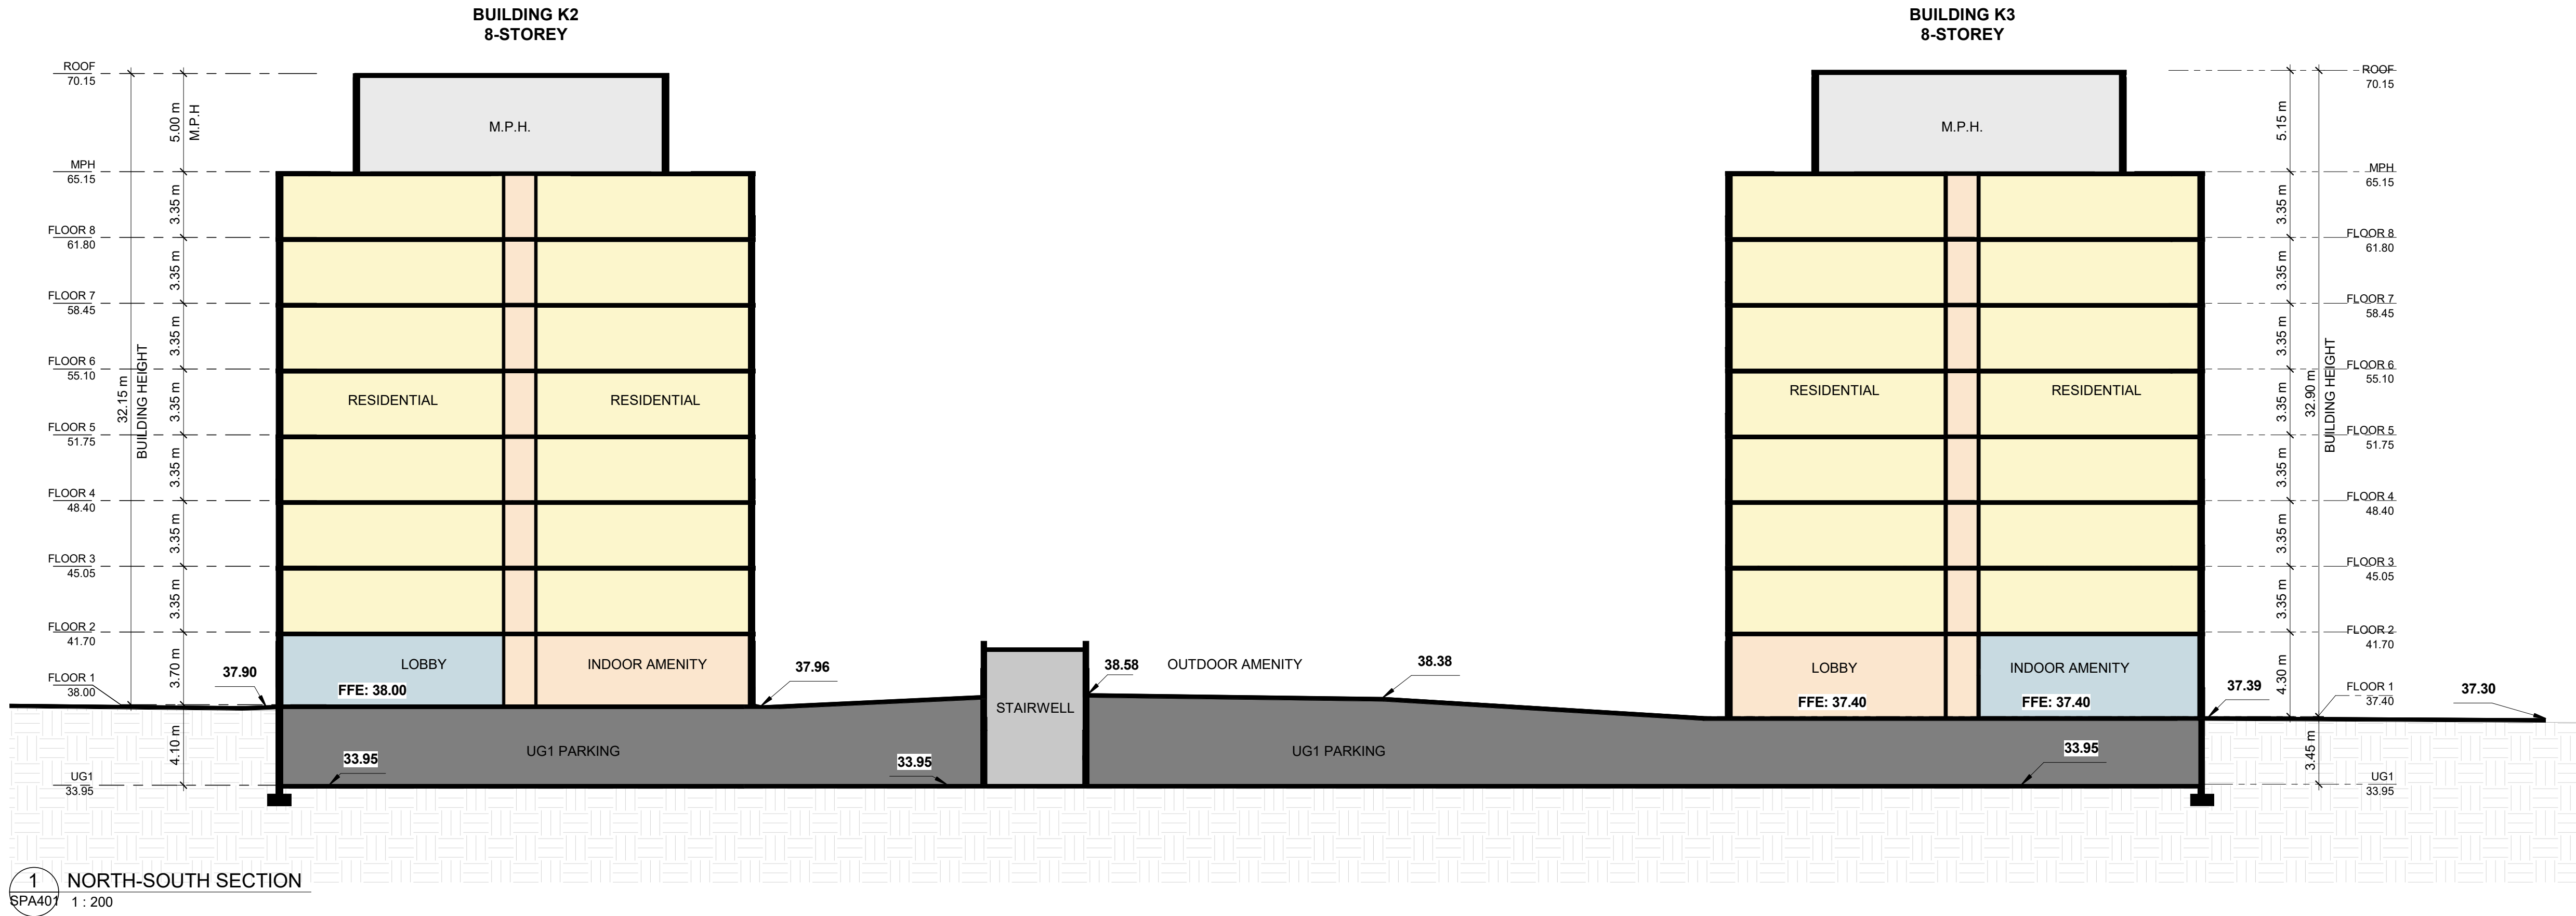 BUILDING K2
8-STOREY
BUILDING K3
8-STOREY
ROOF
70.15
5.00 m
M.P.H
MPH
65.15
3.35 m
FLOOR 8
61.80
3.35 m
FLOOR 7
58.45
3.35 m
FLOOR 6
55.10
32.15 m
BUILDING HEIGHT
3.35 m
FLOOR 5
51.75
3.35 m
FLOOR 4
48.40
3.35 m
FLOOR 3
45.05
3.35 m
FLOOR 2
41.70
3.70 m
FLOOR 1
38.00
4.10 m
UG1
33.95
M.P.H.
RESIDENTIAL
RESIDENTIAL
37.90
LOBBY
FFE: 38.00
INDOOR AMENITY
37.96
38.58
OUTDOOR AMENITY
38.38
STAIRWELL
UG1 PARKING
UG1 PARKING
33.95
33.95
33.95
M.P.H.
RESIDENTIAL
RESIDENTIAL
LOBBY
FFE: 37.40
INDOOR AMENITY
FFE: 37.40
37.39
37.30
ROOF
70.15
5.15 m
MPH
65.15
3.35 m
FLOOR 8
61.80
3.35 m
FLOOR 7
58.45
3.35 m
FLOOR 6
55.10
32.90 m
BUILDING HEIGHT
3.35 m
FLOOR 5
51.75
3.35 m
FLOOR 4
48.40
3.35 m
FLOOR 3
45.05
3.35 m
FLOOR 2
41.70
4.30 m
FLOOR 1
37.40
3.45 m
UG1
33.95
1
SPA401
NORTH-SOUTH SECTION
1 : 200